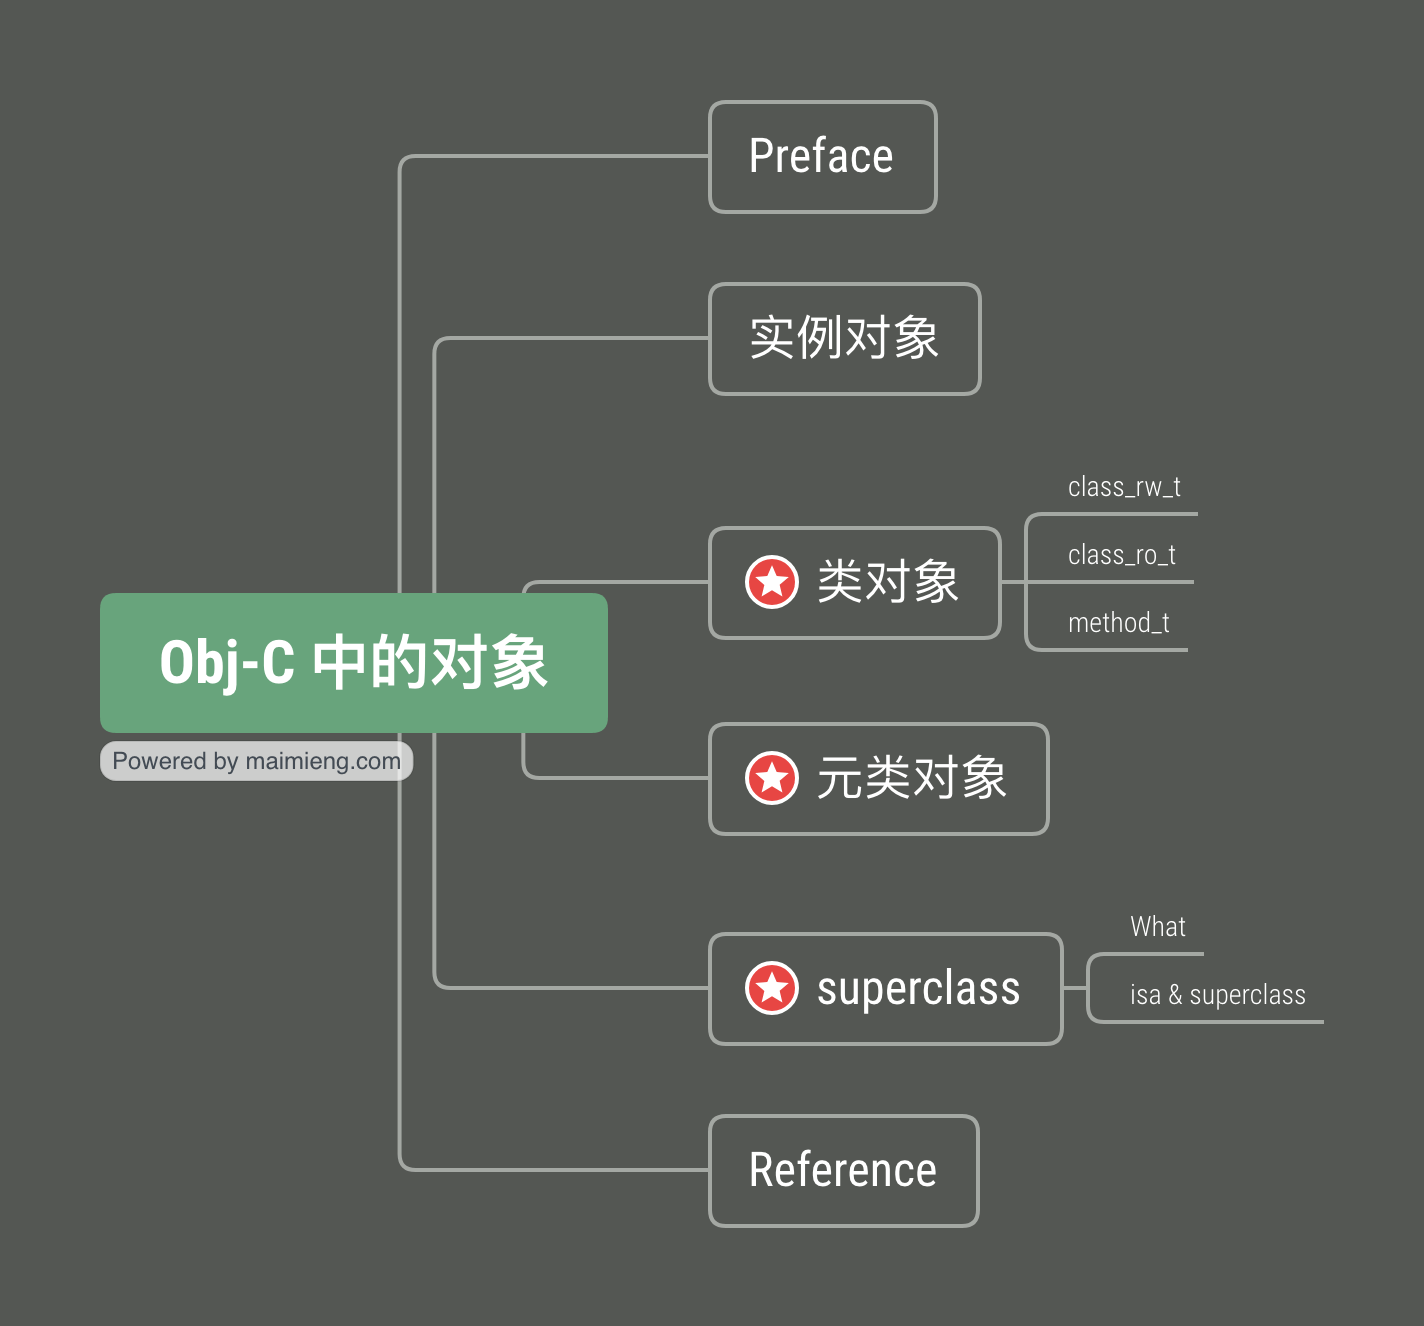 Preface
实例对象
class_rw_t
class_ro_t
类对象
method_t
Obj-C 中的对象
Powered by maimieng.com
元类对象
What
superclass
isa & superclass
Reference